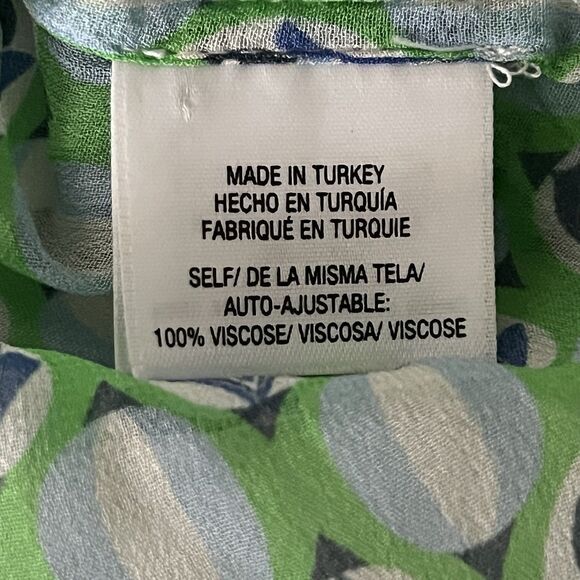 MADE IN TURKEY
HECHO EN TURQUÍA
FABRIQUÉ EN TURQUIE
SELF/ DE LA MISMA TELA/
AUTO-AJUSTABLE:
100% VISCOSE/ VISCOSA/ VISCOSE